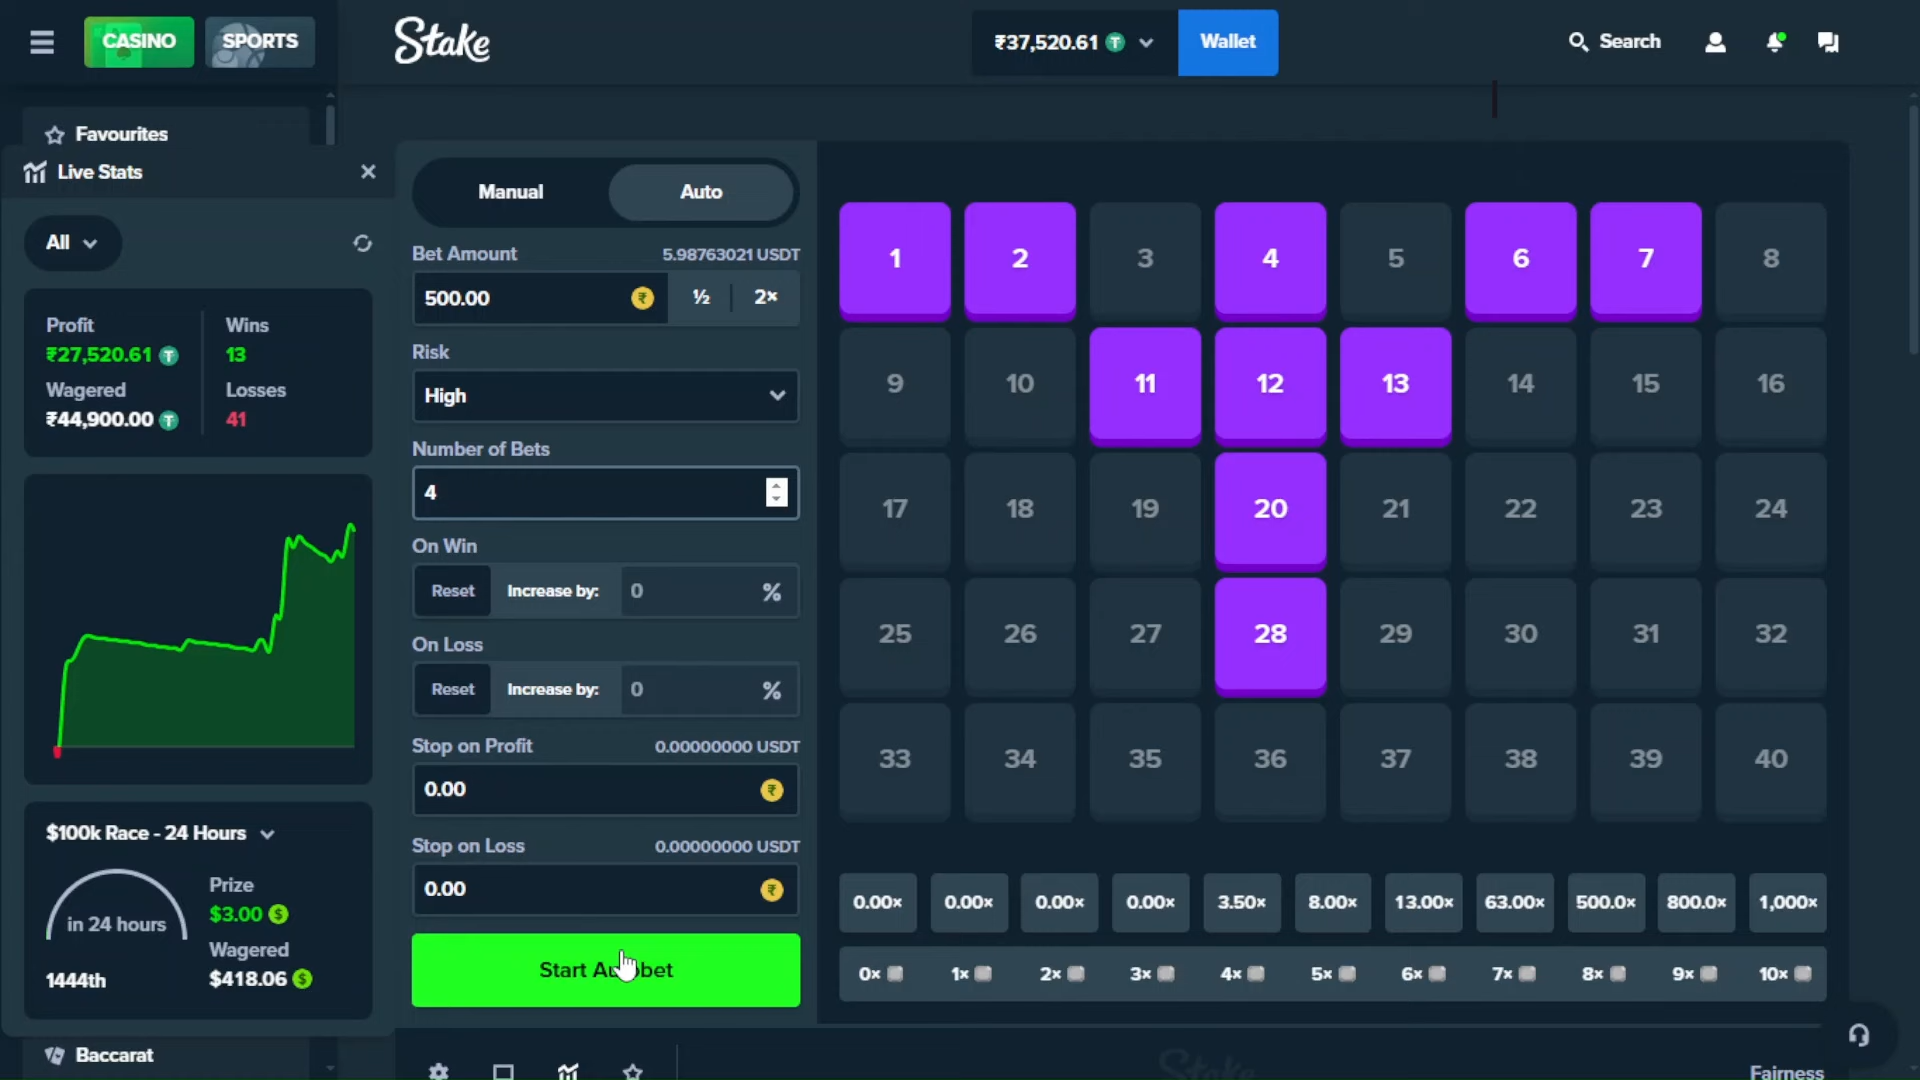 CASINO
SPORTS
Stake
₹37,520.61
Wallet
Search
Favourites
Live Stats
All
Profit
₹27,520.61
Wins
13
Wagered
₹44,900.00
Losses
41
$100k Race - 24 Hours
in 24 hours
1444th
Prize
$3.00
Wagered
$418.06
Baccarat
Manual
Auto
Bet Amount
5.98763021 USDT
500.00
½
2×
Risk
High
Number of Bets
4
On Win
Reset
Increase by:
0
%
On Loss
Reset
Increase by:
0
%
Stop on Profit
0.00000000 USDT
0.00
Stop on Loss
0.00000000 USDT
0.00
Start Autobet
1 2 3 4 5 6 7 8
9 10 11 12 13 14 15 16
17 18 19 20 21 22 23 24
25 26 27 28 29 30 31 32
33 34 35 36 37 38 39 40
0.00× 0.00× 0.00× 0.00× 3.50× 8.00× 13.00× 63.00× 500.0× 800.0× 1,000×
0× 1× 2× 3× 4× 5× 6× 7× 8× 9× 10×
Stake
Fairness